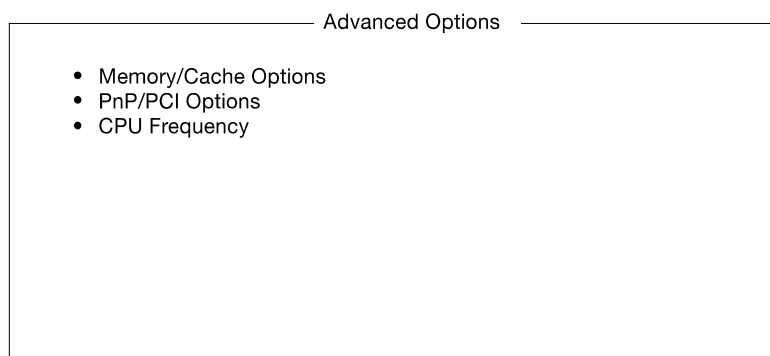 Advanced Options
• Memory/Cache Options
• PnP/PCI Options
• CPU Frequency